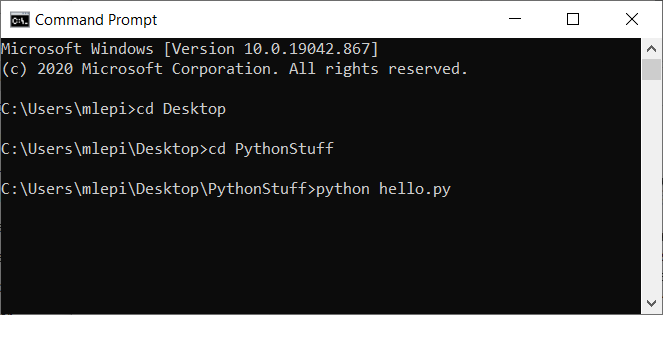 Command Prompt
Microsoft Windows [Version 10.0.19042.867]
(c) 2020 Microsoft Corporation. All rights reserved.
C:\Users\mlepi>cd Desktop
C:\Users\mlepi\Desktop>cd PythonStuff
C:\Users\mlepi\Desktop\PythonStuff>python hello.py